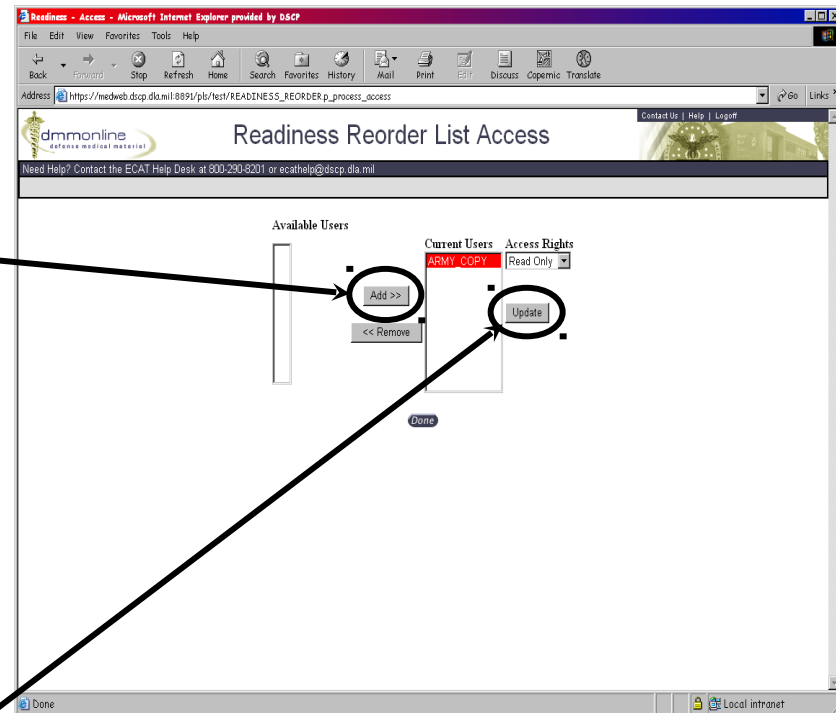 Readiness - Access - Microsoft Internet Explorer provided by DSCP
File Edit View Favorites Tools Help
Back Forward Stop Refresh Home Search Favorites History Mail Print Edit Discuss Copernic Translate
Address https://medweb.dscp.dla.mil:8891/pls/test/READINESS_REORDER.p_process_access Go Links
Contact Us | Help | Logoff
dmmonline
defense medical material
Readiness Reorder List Access
Need Help? Contact the ECAT Help Desk at 800-290-8201 or ecathelp@dscp.dla.mil
Available Users
Current Users Access Rights
ARMY_COPY Read Only
Add >>
Update
<< Remove
Done
Done Local intranet